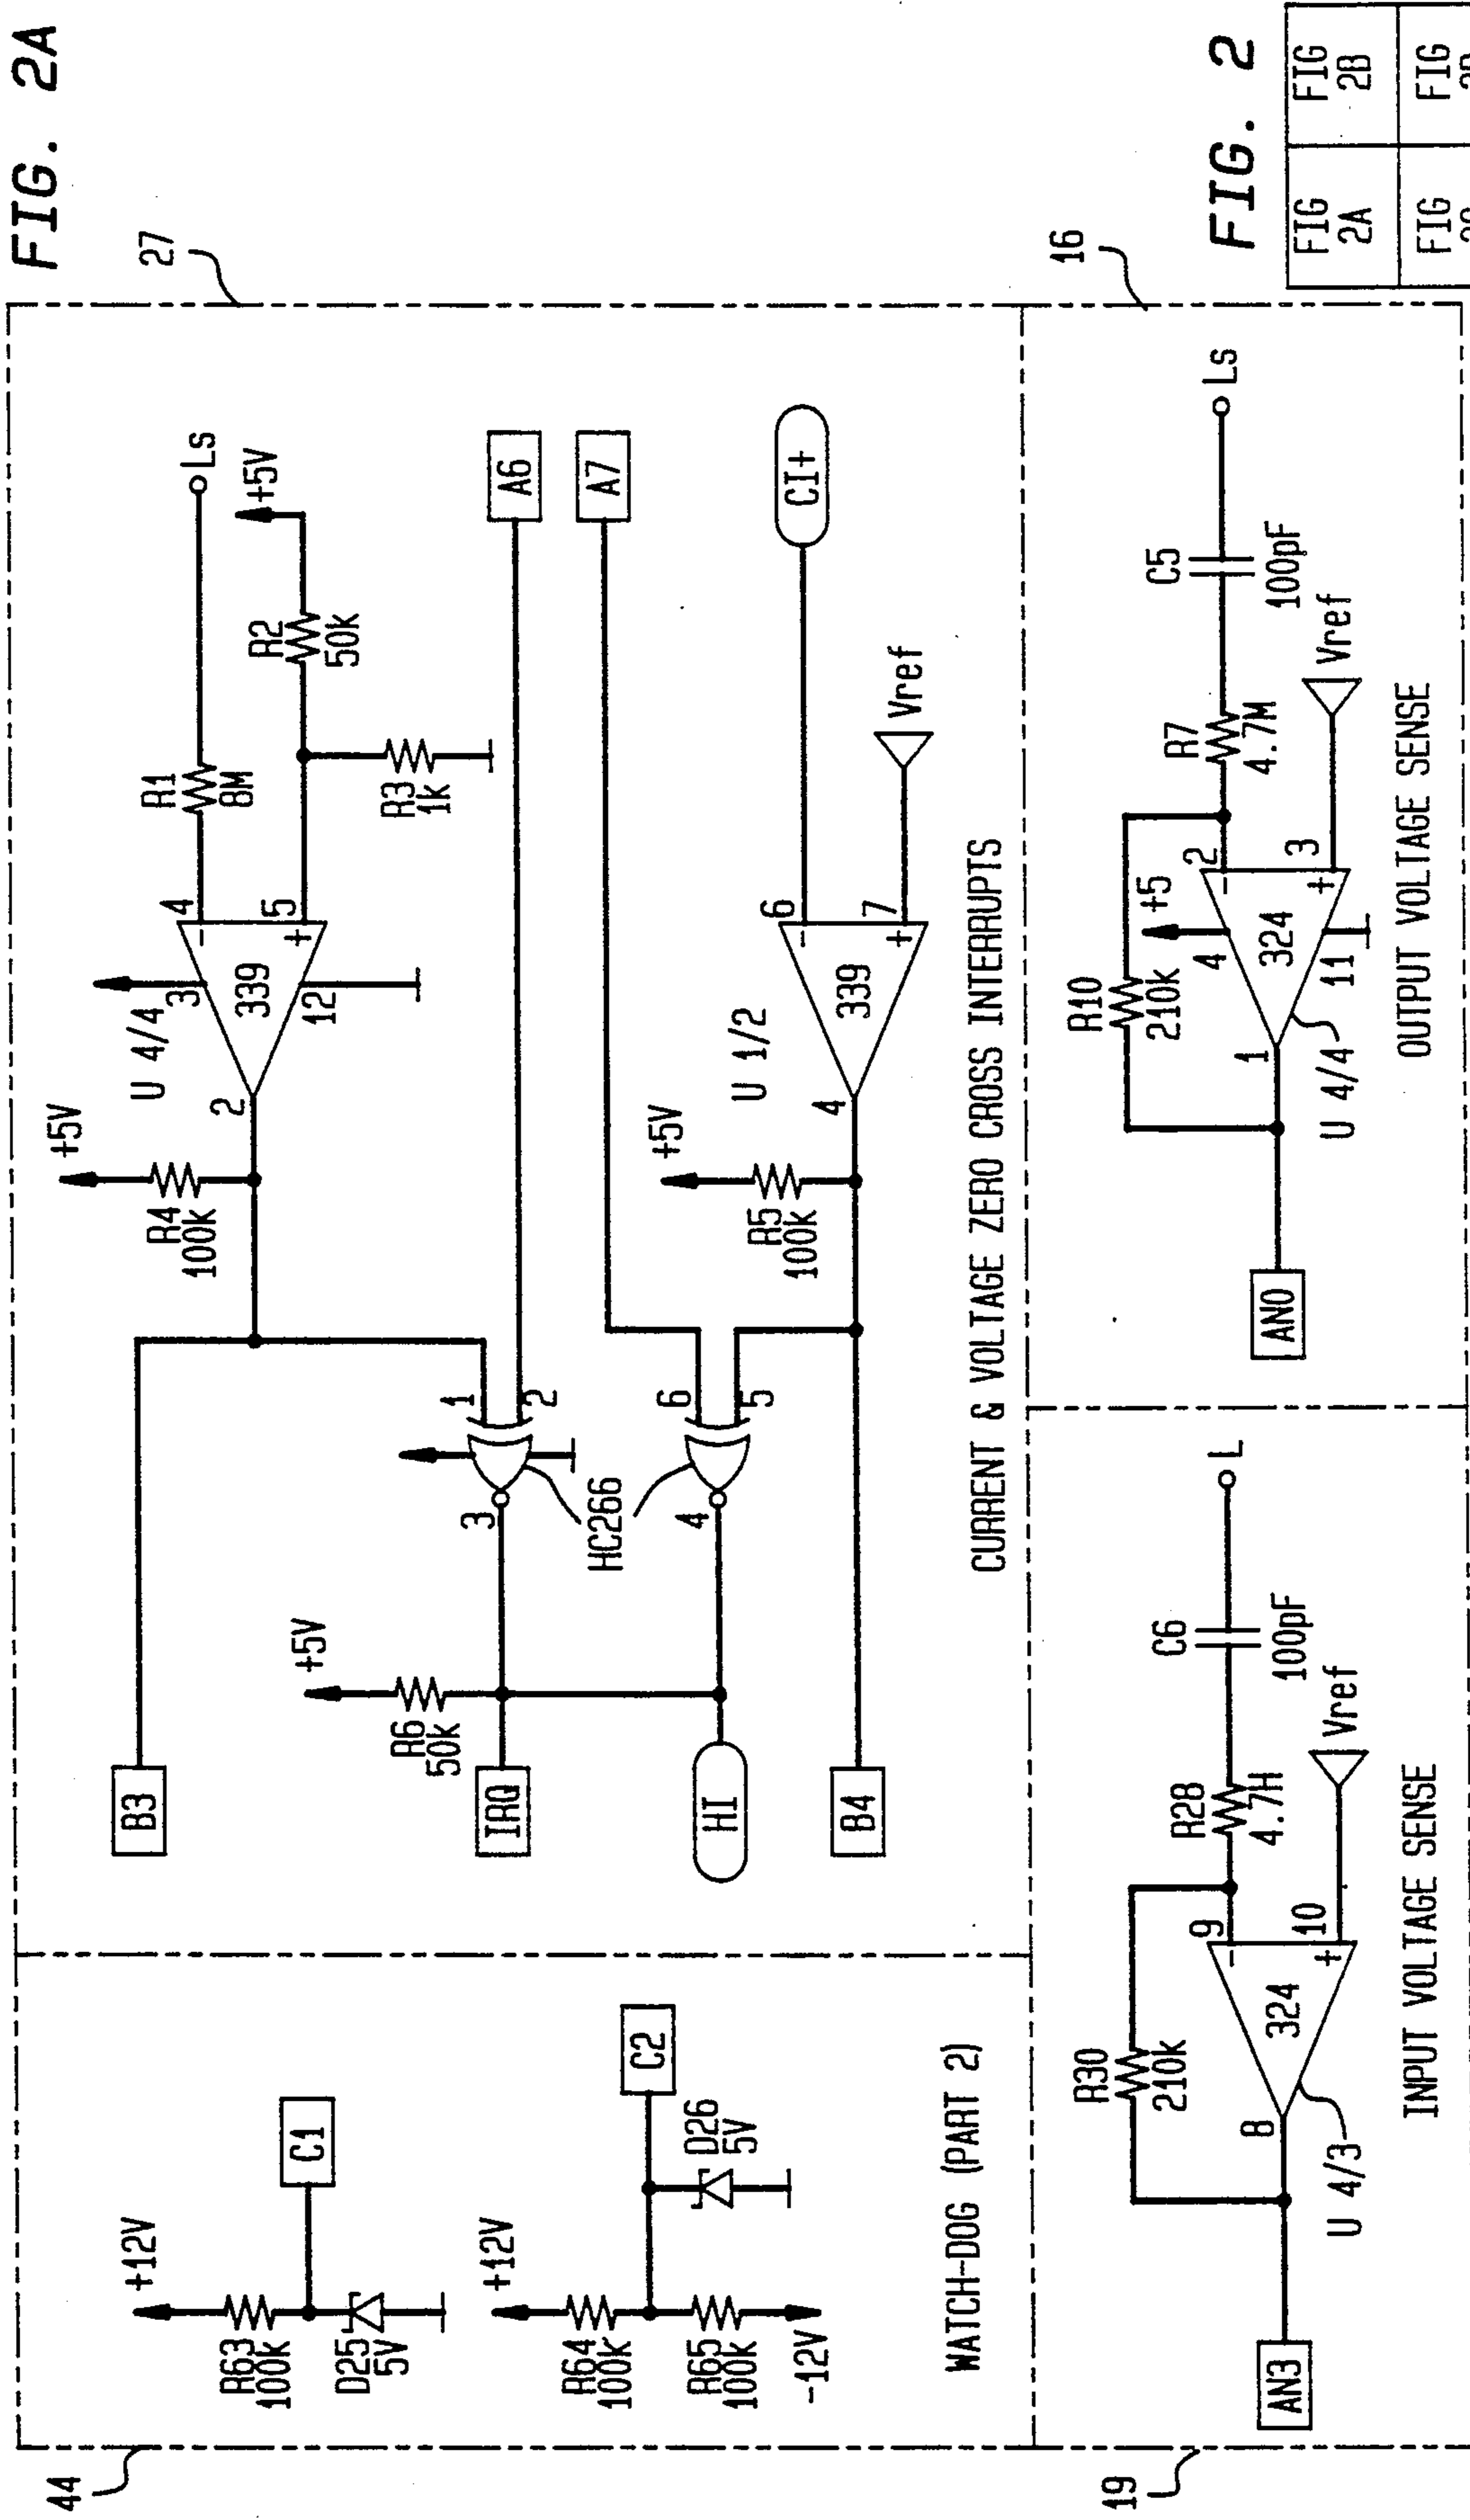 FIG. 2A
44
27
+12V
R63
100k
D25
5V
C1
+12V
R64
100k
R65
100k
-12V
C2
D26
5V
WATCH-DOG (PART 2)
B3
IRQ
HI
B4
+5V
R6
50k
HC266
3
1
2
4
6
5
+5V
R4
100k
2
U 4/4
3
339
12
4
-
5
+
R1
8M
Ls
R2
50k
+5V
R3
1k
A6
A7
+5V
R5
100k
4
U 1/2
339
6
-
7
+
CI+
Vref
CURRENT & VOLTAGE ZERO CROSS INTERRUPTS
19
AN3
R30
210k
8
324
U 4/3
9
-
10
+
R28
4.7H
C6
100pF
L
Vref
INPUT VOLTAGE SENSE
16
AN0
R10
210k
1
324
U 4/4
+5
4
11
2
-
3
+
R7
4.7M
C5
100pF
Ls
Vref
OUTPUT VOLTAGE SENSE
FIG. 2
FIG
2A
FIG
2B
FIG
FIG